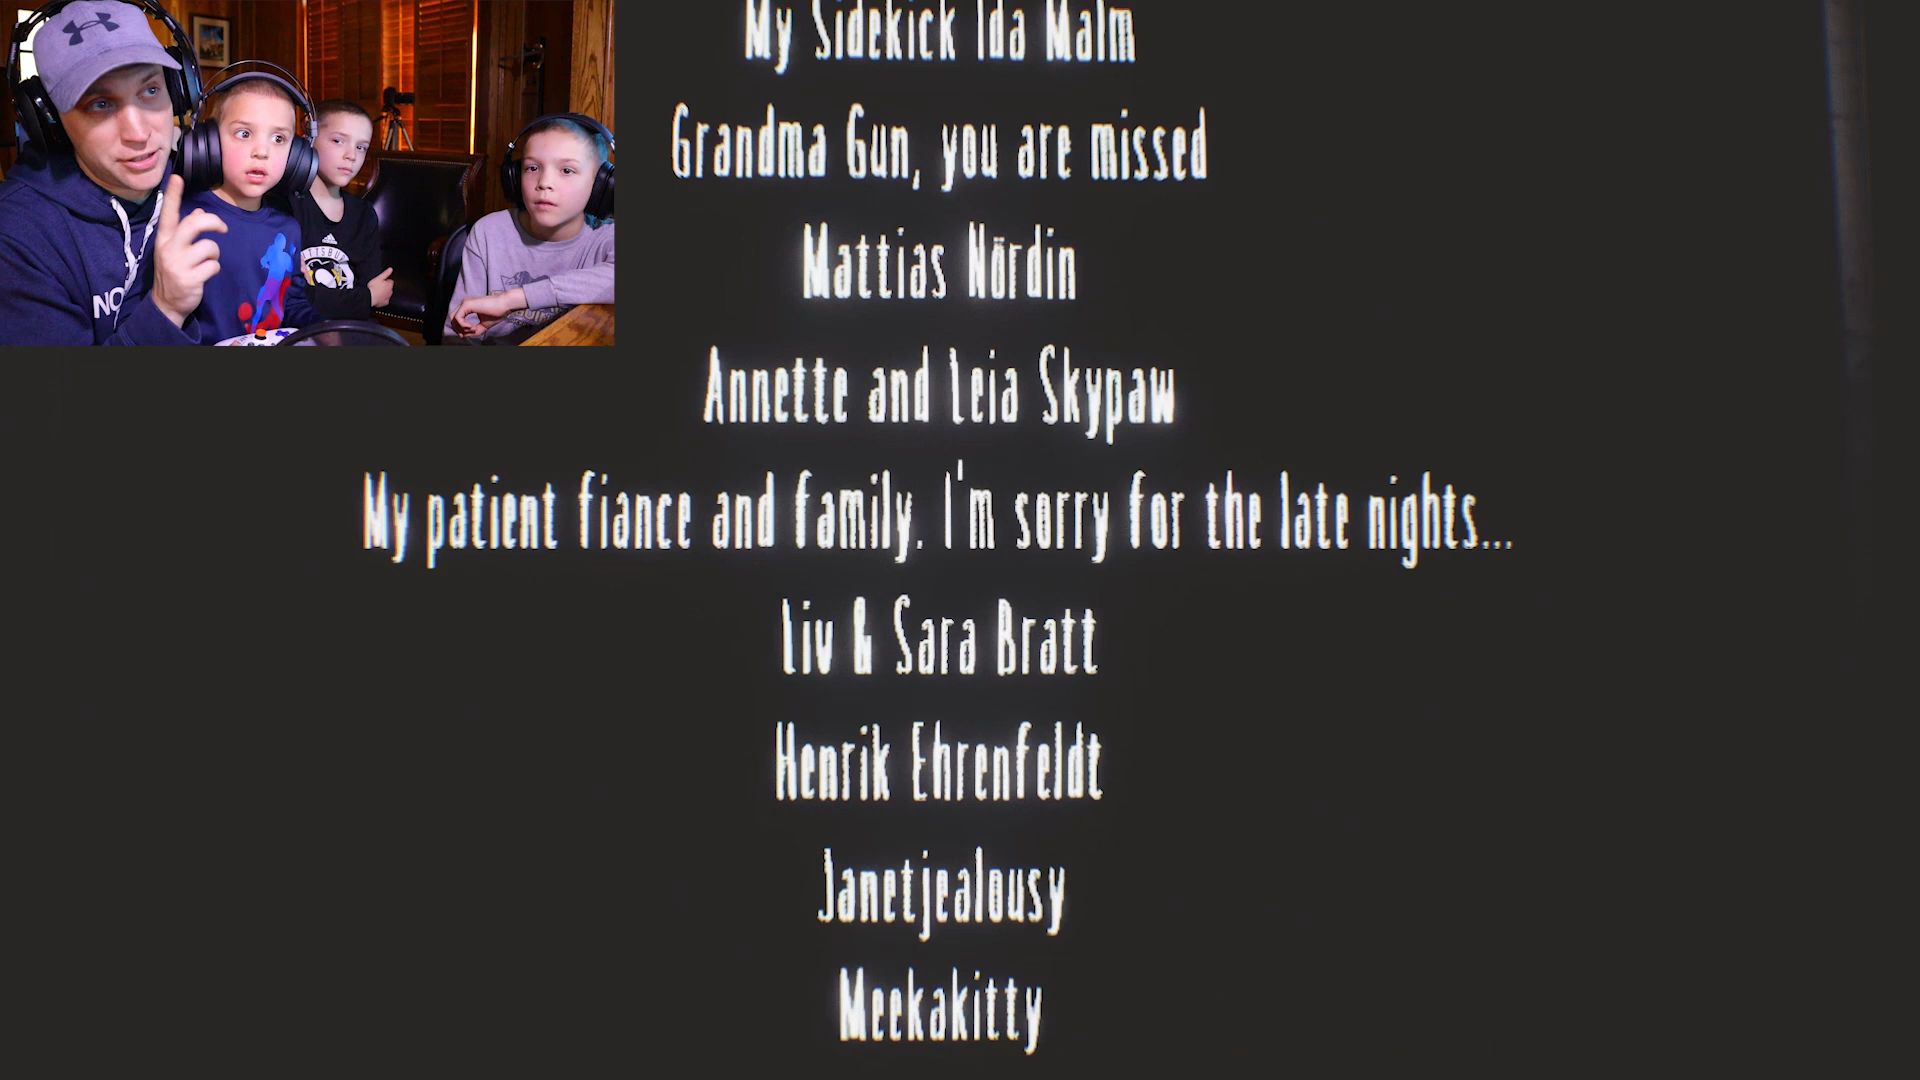 My Sidekick Ida Malm
Grandma Gun, you are missed
Mattias Nördin
Annette and Leia Skypaw
My patient fiance and family. I'm sorry for the late nights...
Liv & Sara Bratt
Henrik Ehrenfeldt
Janetjealousy
Meekakitty
NO